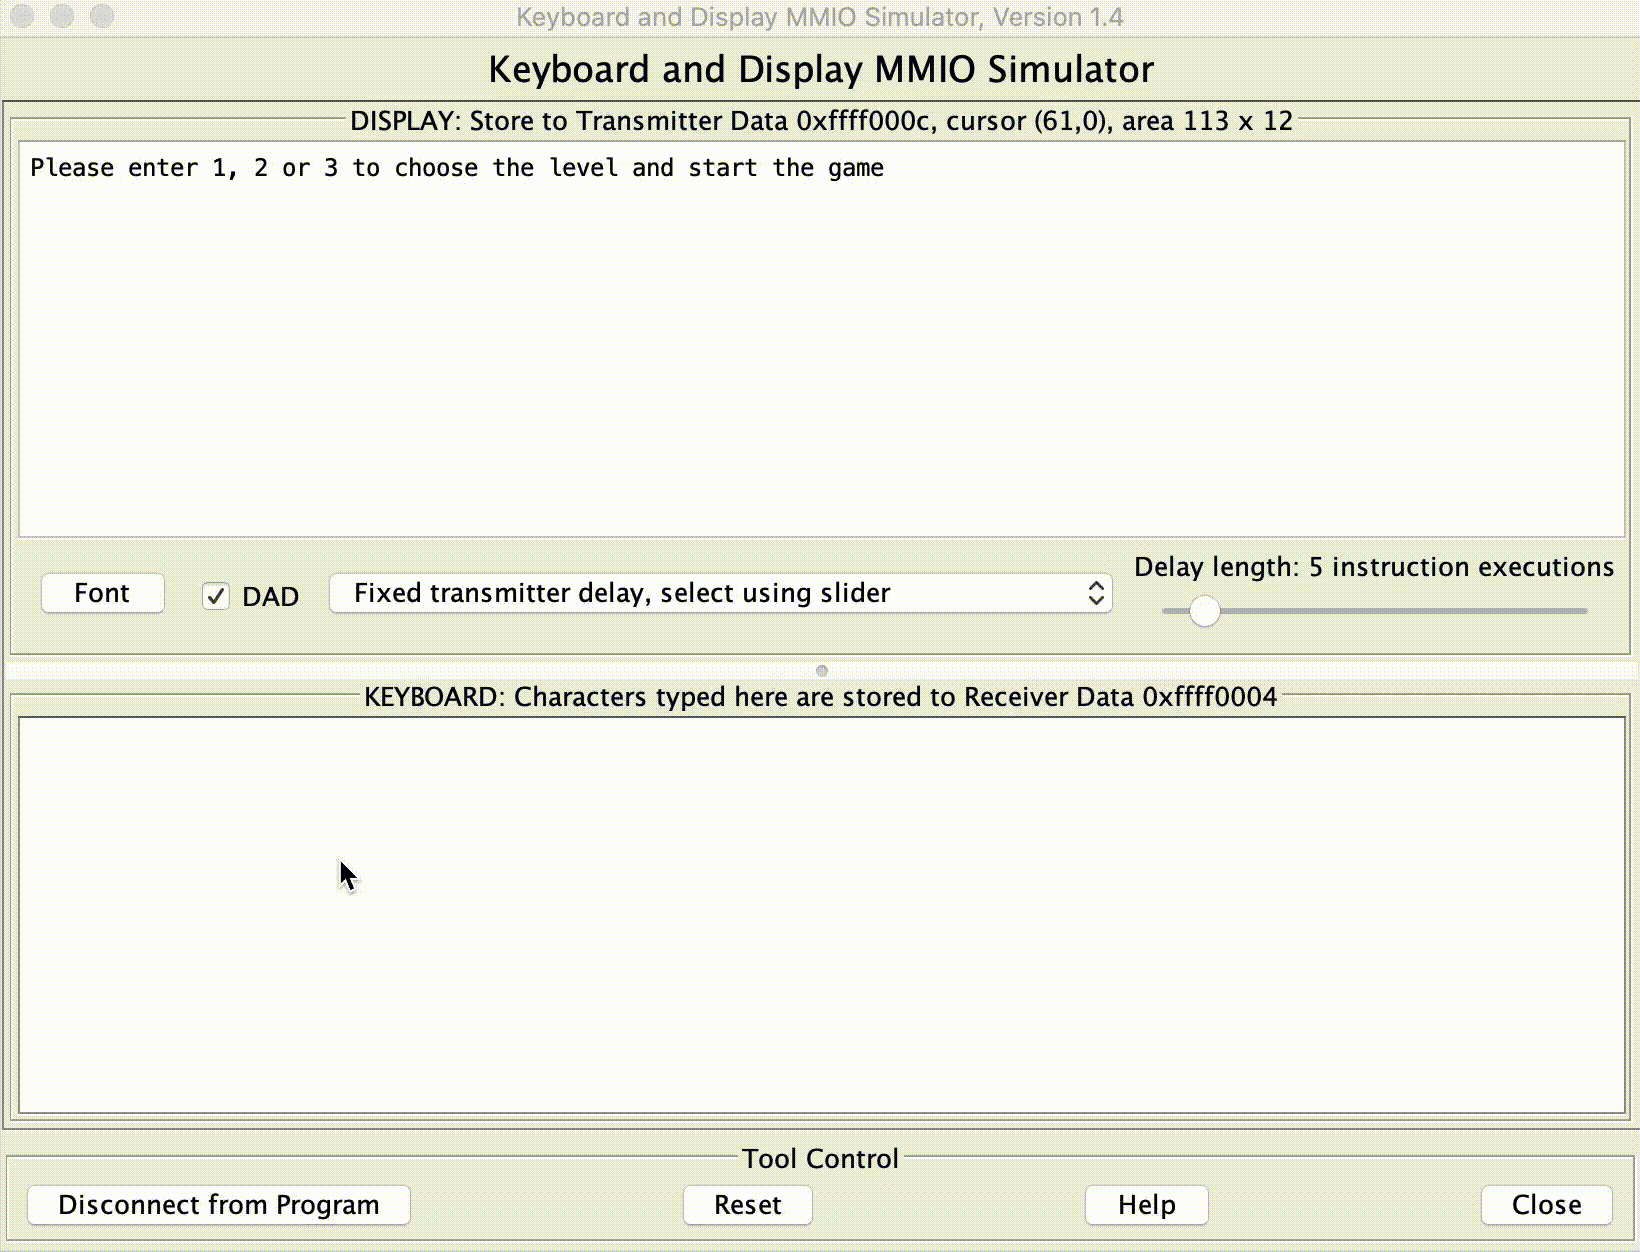 Keyboard and Display MMIO Simulator, Version 1.4
Keyboard and Display MMIO Simulator
DISPLAY: Store to Transmitter Data 0xffff000c, cursor (61,0), area 113 x 12
Please enter 1, 2 or 3 to choose the level and start the game
Delay length: 5 instruction executions
Font
DAD
Fixed transmitter delay, select using slider
KEYBOARD: Characters typed here are stored to Receiver Data 0xffff0004
Tool Control
Disconnect from Program
Reset
Help
Close